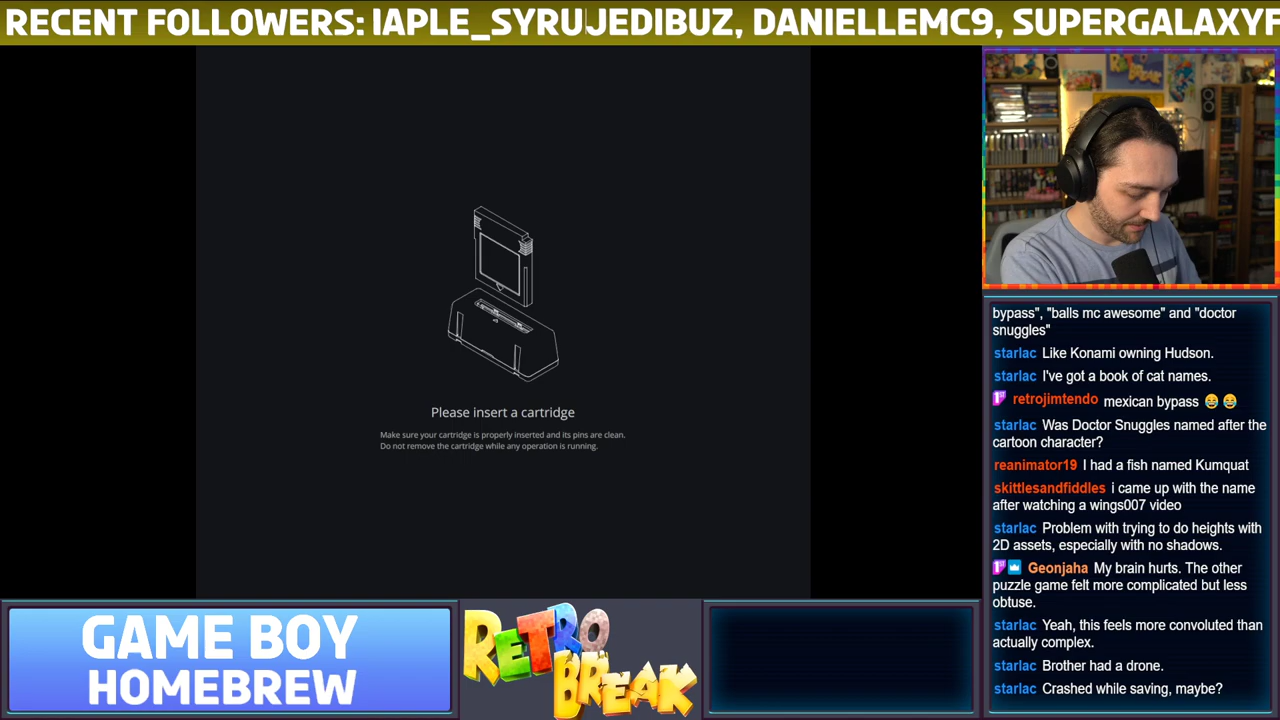 RECENT FOLLOWERS: IAPLE_SYRUJEDIBUZ, DANIELLEMC9, SUPERGALAXYF
Please insert a cartridge
Make sure your cartridge is properly inserted and its pins are clean.
Do not remove the cartridge while any operation is running.
bypass", "balls mc awesome" and "doctor
snuggles"
starlac Like Konami owning Hudson.
starlac I've got a book of cat names.
retrojimtendo mexican bypass 😂 😂
starlac Was Doctor Snuggles named after the
cartoon character?
reanimator19 I had a fish named Kumquat
skittlesandfiddles i came up with the name
after watching a wings007 video
starlac Problem with trying to do heights with
2D assets, especially with no shadows.
Geonjaha My brain hurts. The other
puzzle game felt more complicated but less
obtuse.
starlac Yeah, this feels more convoluted than
actually complex.
starlac Brother had a drone.
starlac Crashed while saving, maybe?
GAME BOY
HOMEBREW
RETRO
BREAK